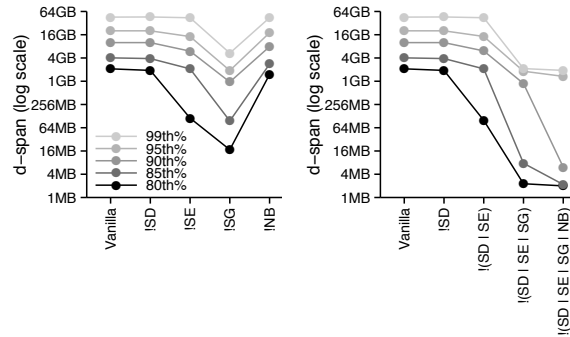 d−span (log scale)
64GB
16GB
4GB
1GB
256MB
64MB
16MB
4MB
1MB
99th%
95th%
90th%
85th%
80th%
Vanilla
!SD
!SE
!SG
!NB
d−span (log scale)
64GB
16GB
4GB
1GB
256MB
64MB
16MB
4MB
1MB
Vanilla
!SD
!(SD | SE)
!(SD | SE | SG)
!(SD | SE | SG | NB)